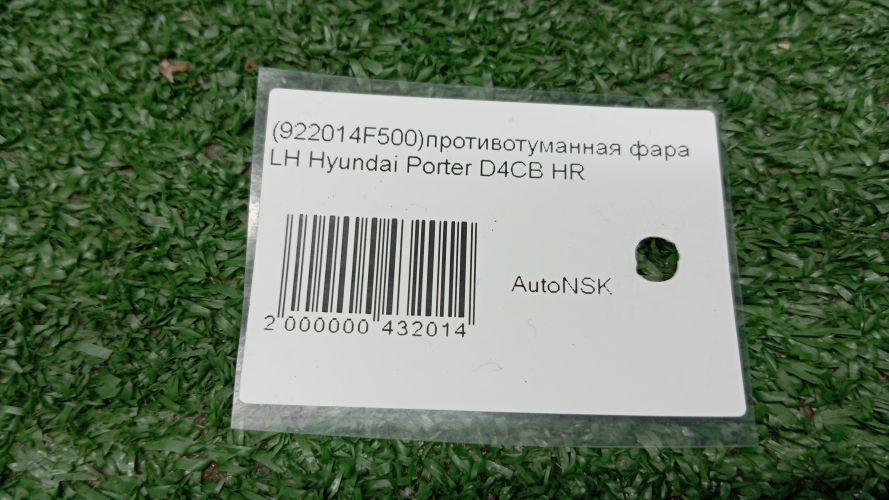 (922014F500)противотуманная фара
LH Hyundai Porter D4CB HR
AutoNSK
2 000000 432014